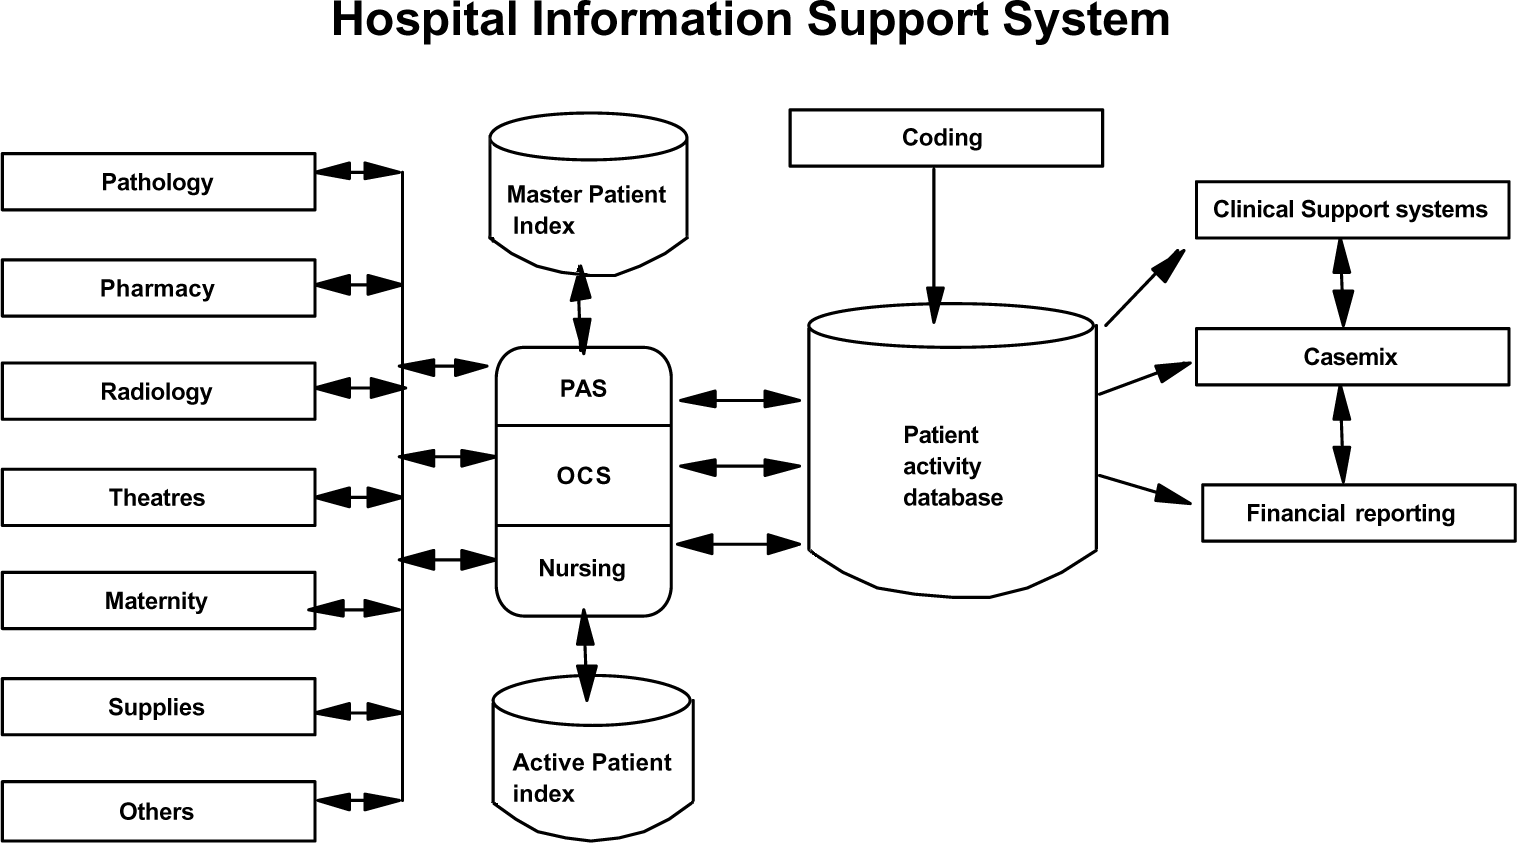 Hospital Information Support System
Pathology
Pharmacy
Radiology
Theatres
Maternity
Supplies
Others
Master Patient
Index
PAS
OCS
Nursing
Active Patient
index
Coding
Patient
activity
database
Clinical Support systems
Casemix
Financial reporting